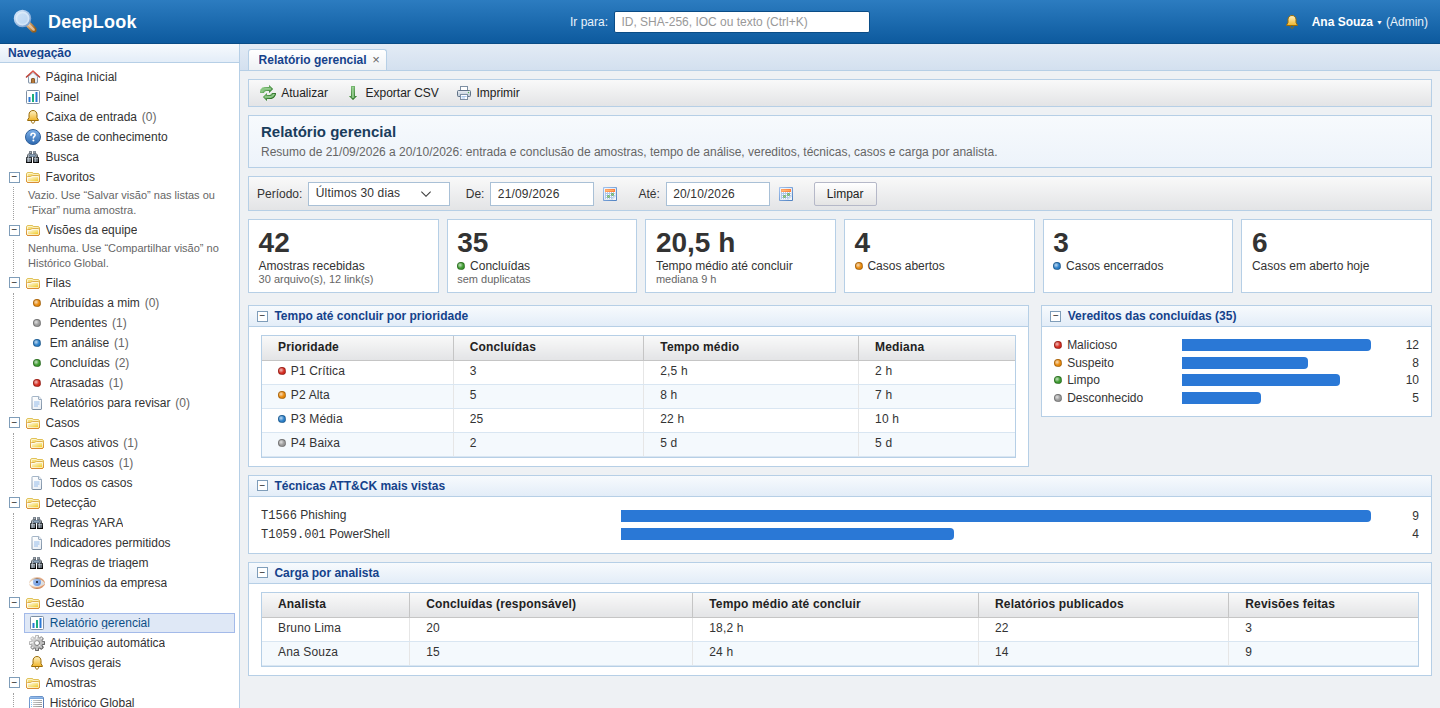 DeepLook
Ir para: ID, SHA-256, IOC ou texto (Ctrl+K)
Ana Souza (Admin)
Navegação
Página Inicial
Painel
Caixa de entrada (0)
Base de conhecimento
Busca
Favoritos
Vazio. Use “Salvar visão” nas listas ou
“Fixar” numa amostra.
Visões da equipe
Nenhuma. Use “Compartilhar visão” no
Histórico Global.
Filas
Atribuídas a mim (0)
Pendentes (1)
Em análise (1)
Concluídas (2)
Atrasadas (1)
Relatórios para revisar (0)
Casos
Casos ativos (1)
Meus casos (1)
Todos os casos
Detecção
Regras YARA
Indicadores permitidos
Regras de triagem
Domínios da empresa
Gestão
Relatório gerencial
Atribuição automática
Avisos gerais
Amostras
Histórico Global
Relatório gerencial ×
Atualizar Exportar CSV Imprimir
Relatório gerencial
Resumo de 21/09/2026 a 20/10/2026: entrada e conclusão de amostras, tempo de análise, vereditos, técnicas, casos e carga por analista.
Período: Últimos 30 dias De: 21/09/2026 Até: 20/10/2026 Limpar
42
Amostras recebidas
30 arquivo(s), 12 link(s)
35
Concluídas
sem duplicatas
20,5 h
Tempo médio até concluir
mediana 9 h
4
Casos abertos
3
Casos encerrados
6
Casos em aberto hoje
Tempo até concluir por prioridade
Prioridade Concluídas Tempo médio Mediana
P1 Crítica 3 2,5 h 2 h
P2 Alta 5 8 h 7 h
P3 Média 25 22 h 10 h
P4 Baixa 2 5 d 5 d
Vereditos das concluídas (35)
Malicioso 12
Suspeito 8
Limpo 10
Desconhecido 5
Técnicas ATT&CK mais vistas
T1566 Phishing 9
T1059.001 PowerShell 4
Carga por analista
Analista Concluídas (responsável) Tempo médio até concluir Relatórios publicados Revisões feitas
Bruno Lima 20 18,2 h 22 3
Ana Souza 15 24 h 14 9